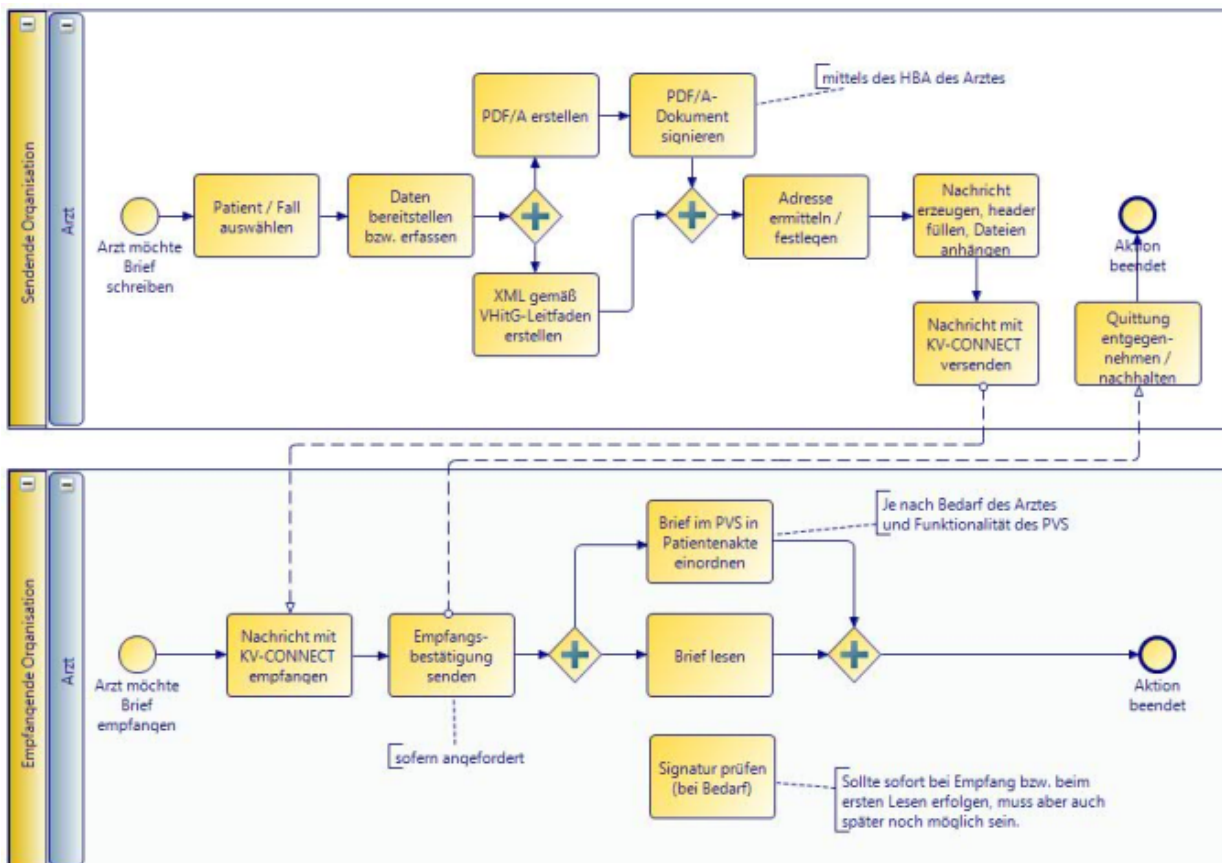 Sendende Organisation
Arzt
Arzt möchte
Brief
schreiben
Patient / Fall
auswählen
Daten
bereitstellen
bzw. erfassen
PDF/A erstellen
PDF/A-
Dokument
signieren
mittels des HBA des Arztes
XML gemäß
VHitG-Leitfaden
erstellen
Adresse
ermitteln /
festlegen
Nachricht
erzeugen, header
füllen, Dateien
anhängen
Nachricht mit
KV-CONNECT
versenden
Aktion
beendet
Quittung
entgegen-
nehmen /
nachhalten
Empfangende Organisation
Arzt
Arzt möchte
Brief
empfangen
Nachricht mit
KV-CONNECT
empfangen
Empfangs-
bestätigung
senden
sofern angefordert
Brief im PVS in
Patientenakte
einordnen
Je nach Bedarf des Arztes
und Funktionalität des PVS
Brief lesen
Signatur prüfen
(bei Bedarf)
Sollte sofort bei Empfang bzw. beim
ersten Lesen erfolgen, muss aber auch
später noch möglich sein.
Aktion
beendet